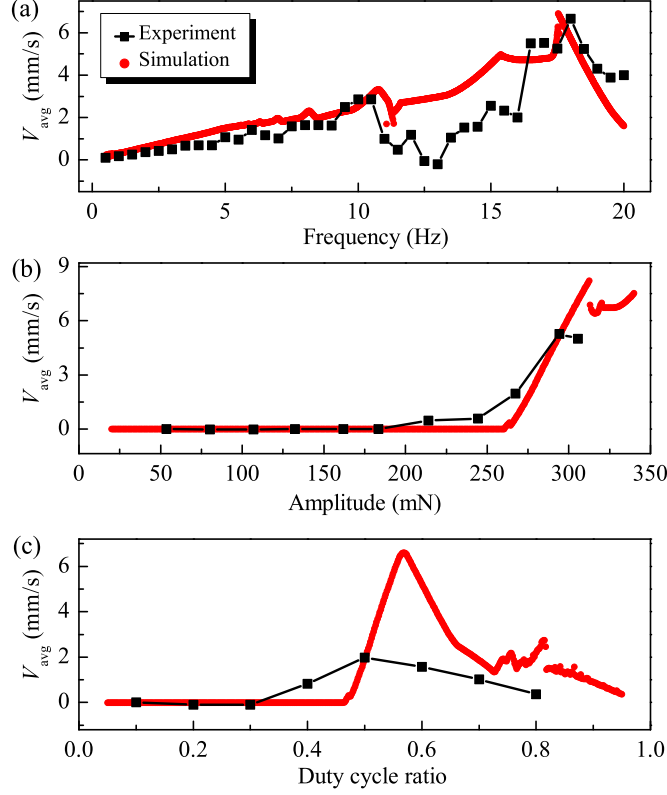 (a)
Experiment
Simulation
V_avg (mm/s)
6
4
2
0
0 5 10 15 20
Frequency (Hz)
(b)
V_avg (mm/s)
9
6
3
0
0 50 100 150 200 250 300 350
Amplitude (mN)
(c)
V_avg (mm/s)
6
4
2
0
0.0 0.2 0.4 0.6 0.8 1.0
Duty cycle ratio